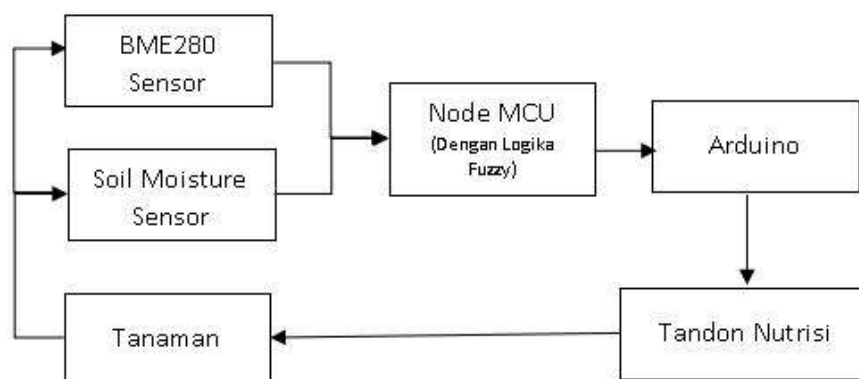 BME280
Sensor
Node MCU
(Dengan Logika
Fuzzy)
Arduino
Soil Moisture
Sensor
Tanaman
Tandon Nutrisi